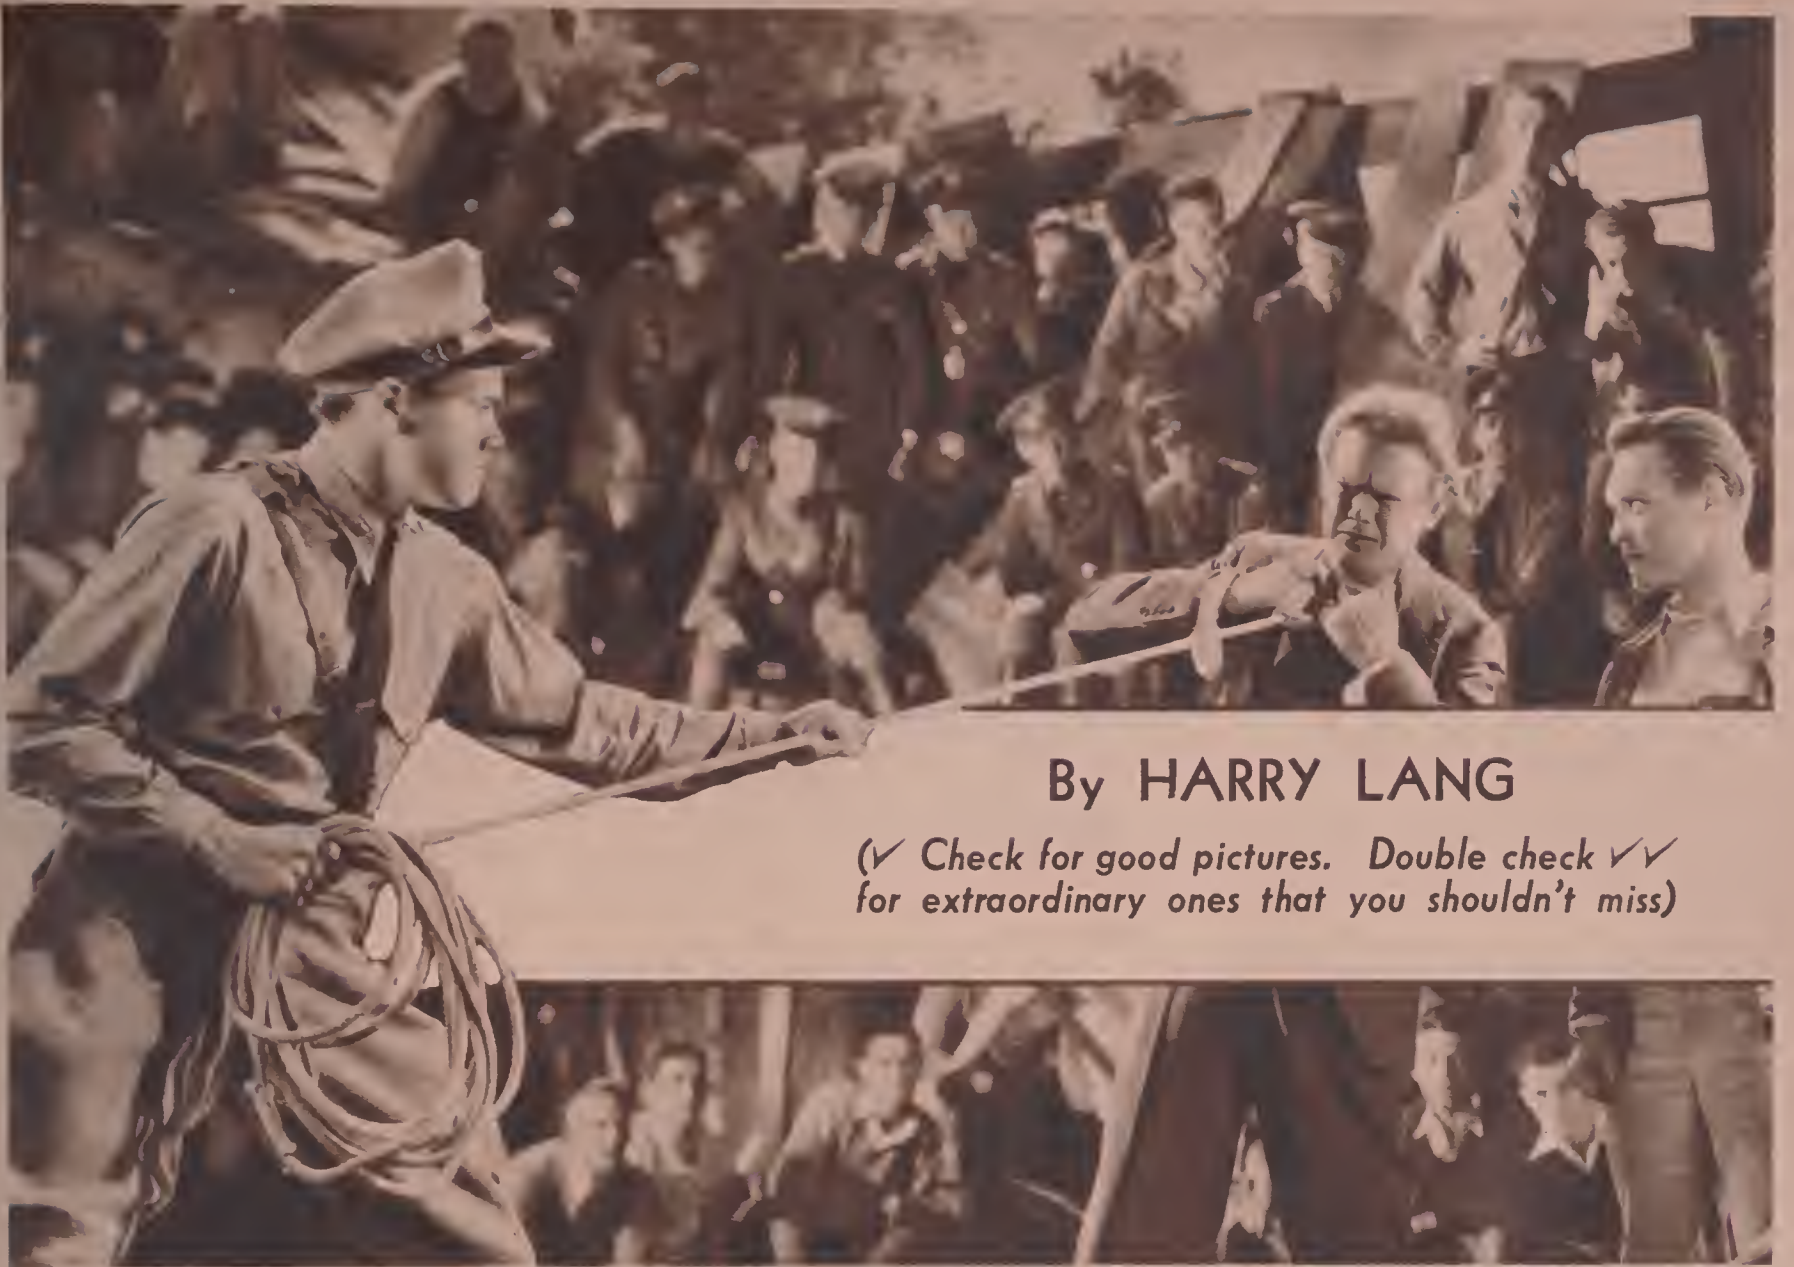 By HARRY LANG
(✓ Check for good pictures. Double check ✓✓
for extraordinary ones that you shouldn't miss)